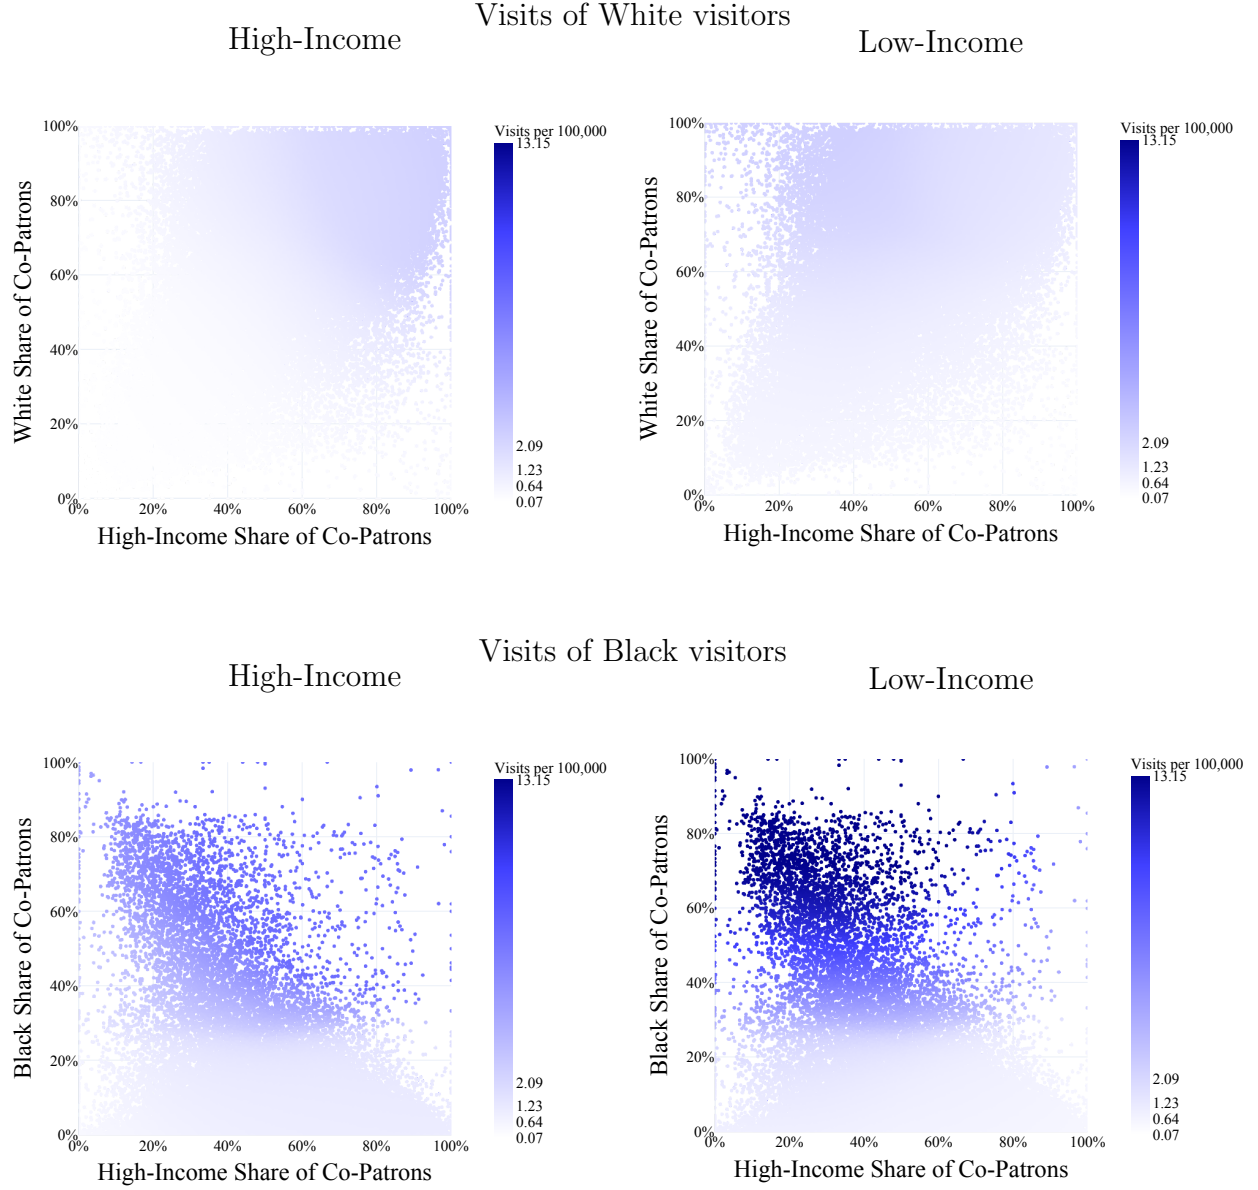 Visits of White visitors
High-Income
Low-Income
Visits per 100,000
13.15
2.09
1.23
0.64
0.07
White Share of Co-Patrons
100%
80%
60%
40%
20%
0%
0% 20% 40% 60% 80% 100%
High-Income Share of Co-Patrons
Visits per 100,000
13.15
2.09
1.23
0.64
0.07
White Share of Co-Patrons
100%
80%
60%
40%
20%
0%
0% 20% 40% 60% 80% 100%
High-Income Share of Co-Patrons
Visits of Black visitors
High-Income
Low-Income
Visits per 100,000
13.15
2.09
1.23
0.64
0.07
Black Share of Co-Patrons
100%
80%
60%
40%
20%
0%
0% 20% 40% 60% 80% 100%
High-Income Share of Co-Patrons
Visits per 100,000
13.15
2.09
1.23
0.64
0.07
Black Share of Co-Patrons
100%
80%
60%
40%
20%
0%
0% 20% 40% 60% 80% 100%
High-Income Share of Co-Patrons